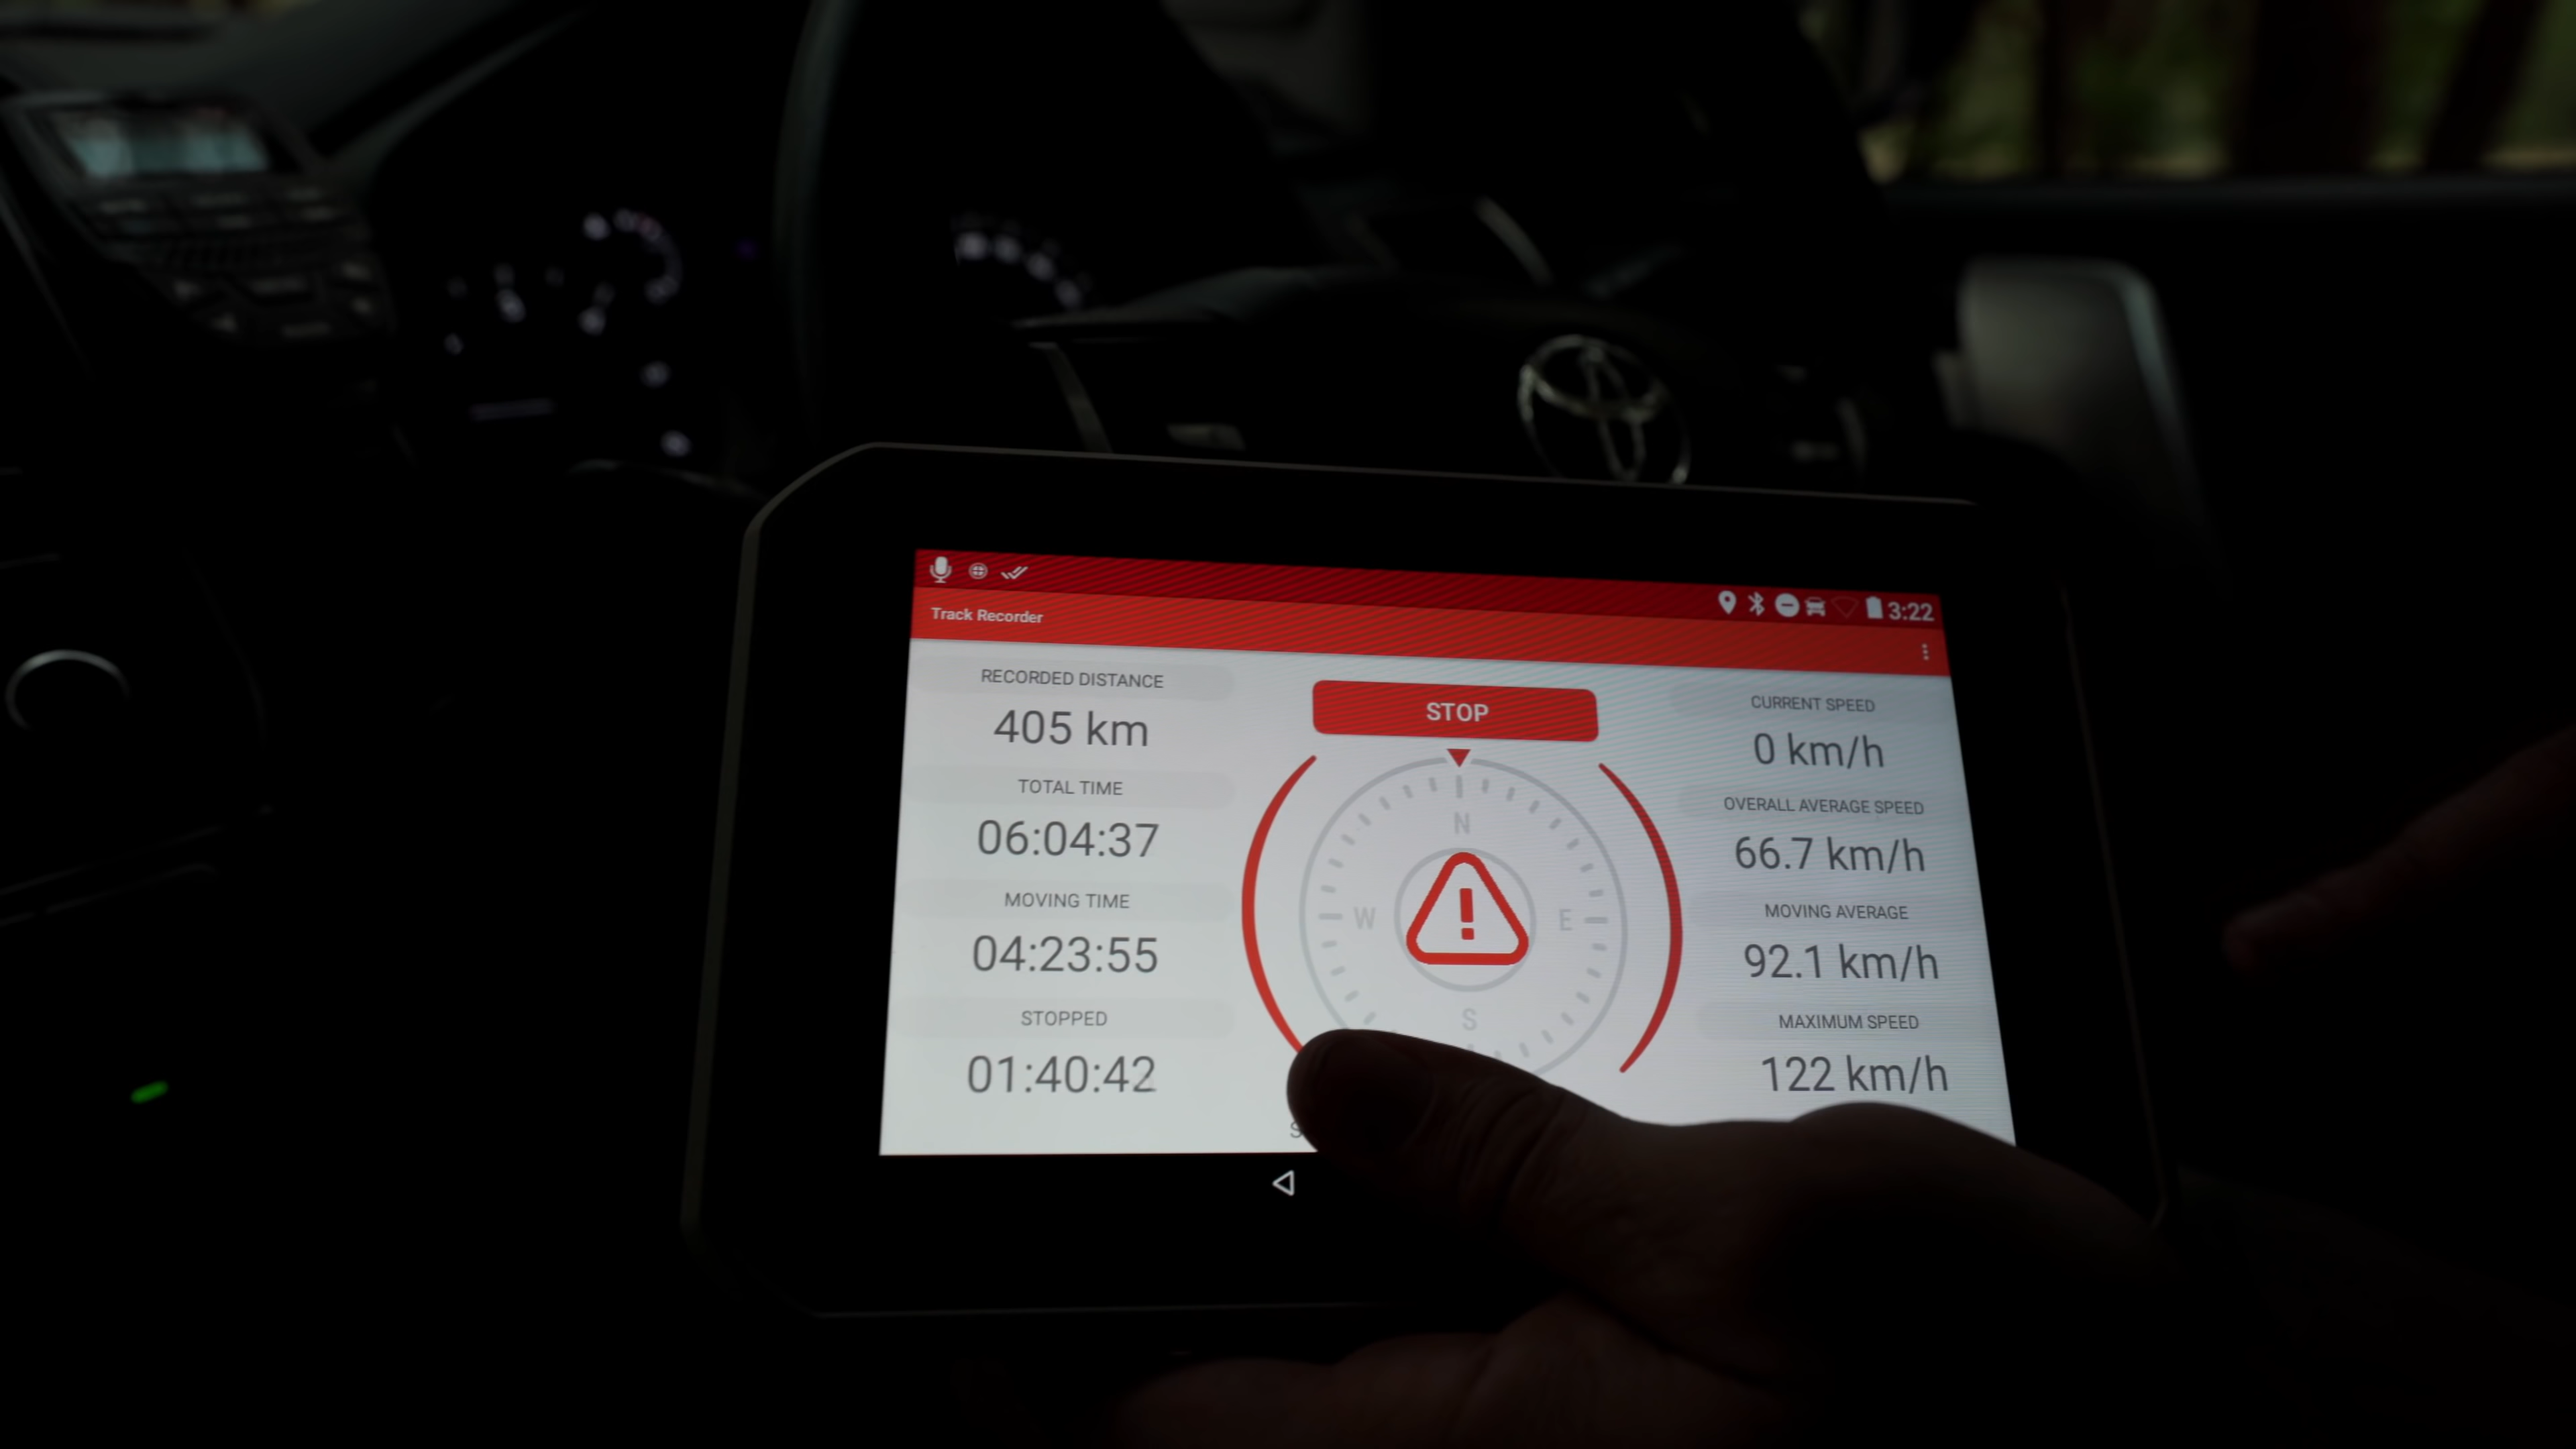 3:22
Track Recorder
RECORDED DISTANCE
405 km
TOTAL TIME
06:04:37
MOVING TIME
04:23:55
STOPPED
01:40:42
STOP
N
W
E
S
CURRENT SPEED
0 km/h
OVERALL AVERAGE SPEED
66.7 km/h
MOVING AVERAGE
92.1 km/h
MAXIMUM SPEED
122 km/h